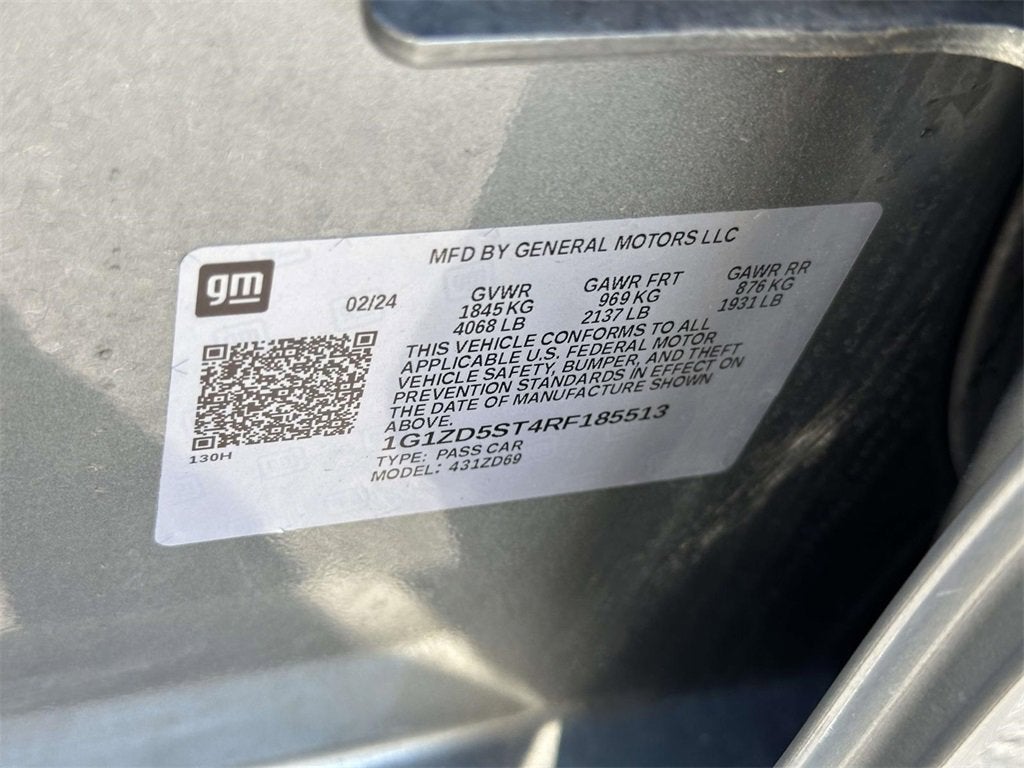 MFD BY GENERAL MOTORS LLC
gm
02/24
GVWR GAWR FRT GAWR RR
1845 KG 969 KG 876 KG
4068 LB 2137 LB 1931 LB
THIS VEHICLE CONFORMS TO ALL
APPLICABLE U.S. FEDERAL MOTOR
VEHICLE SAFETY, BUMPER, AND THEFT
PREVENTION STANDARDS IN EFFECT ON
THE DATE OF MANUFACTURE SHOWN
ABOVE.
1G1ZD5ST4RF185513
TYPE: PASS CAR
MODEL: 431ZD69
130H